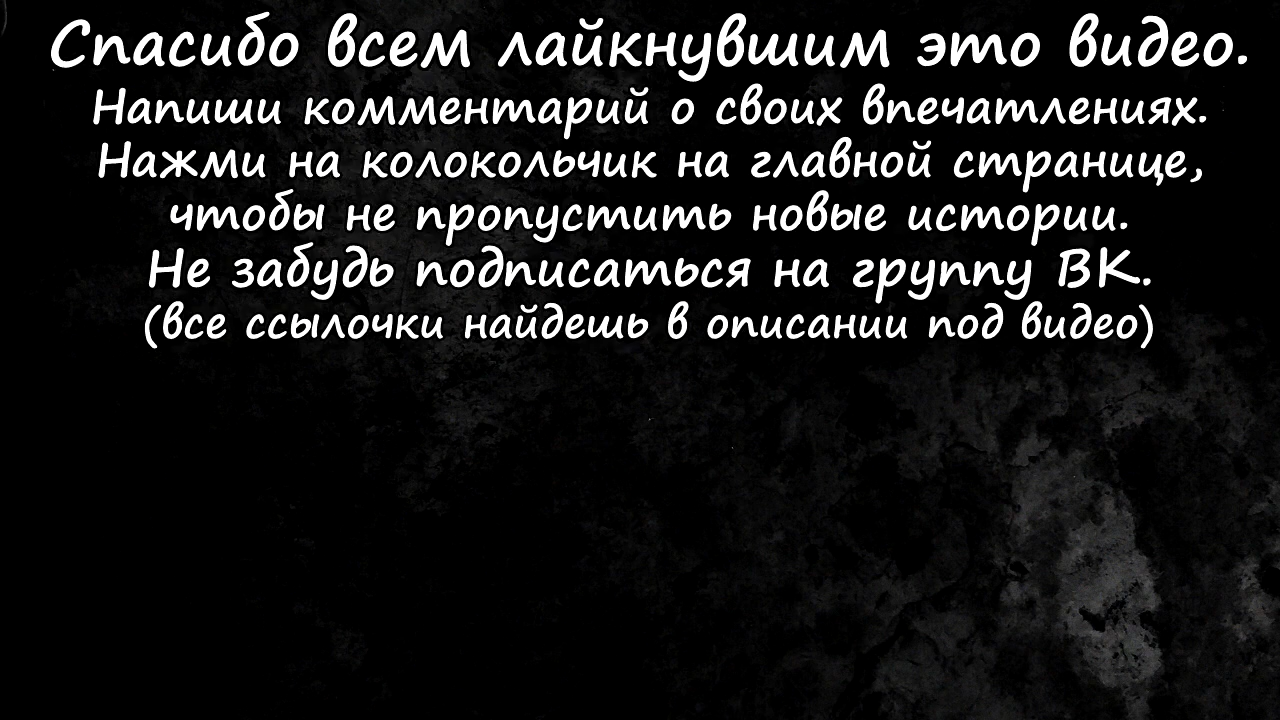 Спасибо всем лайкнувшим это видео.
Напиши комментарий о своих впечатлениях.
Нажми на колокольчик на главной странице,
чтобы не пропустить новые истории.
Не забудь подписаться на группу ВК.
(все ссылочки найдешь в описании под видео)